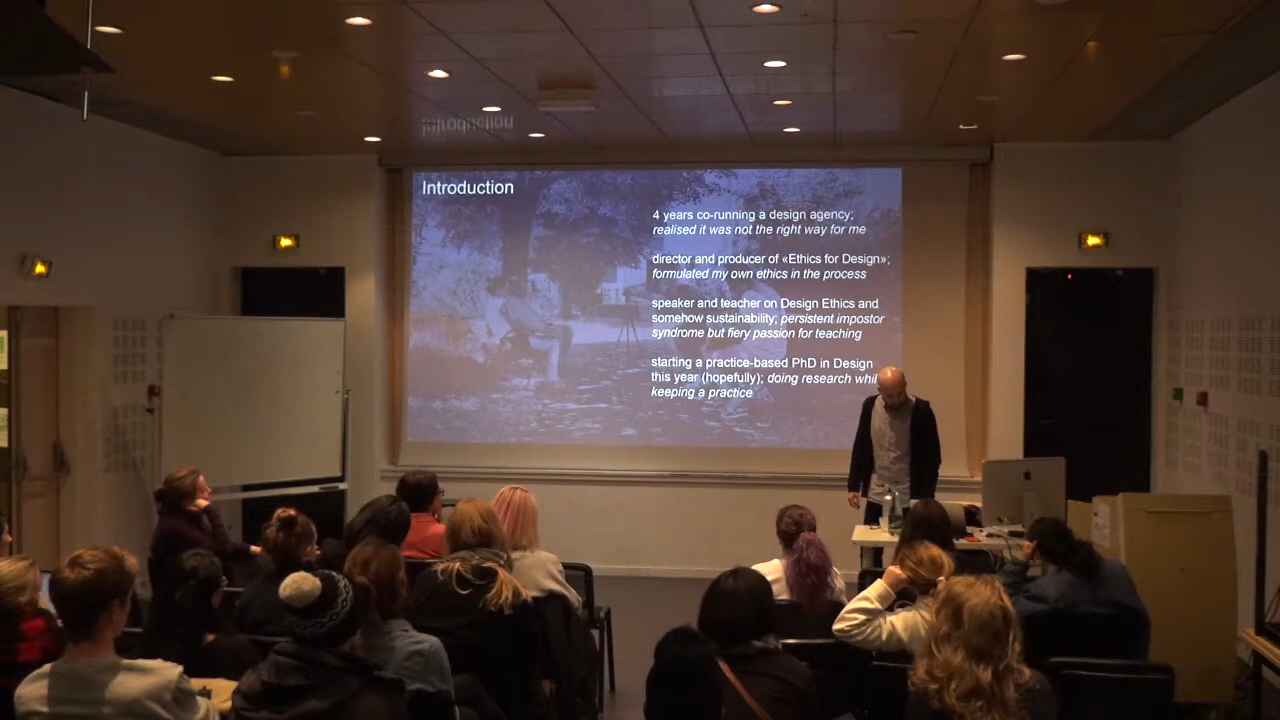 Introduction
4 years co-running a design agency;
realised it was not the right way for me
director and producer of «Ethics for Design»;
formulated my own ethics in the process
speaker and teacher on Design Ethics and
somehow sustainability; persistent impostor
syndrome but fiery passion for teaching
starting a practice-based PhD in Design
this year (hopefully); doing research whil
keeping a practice